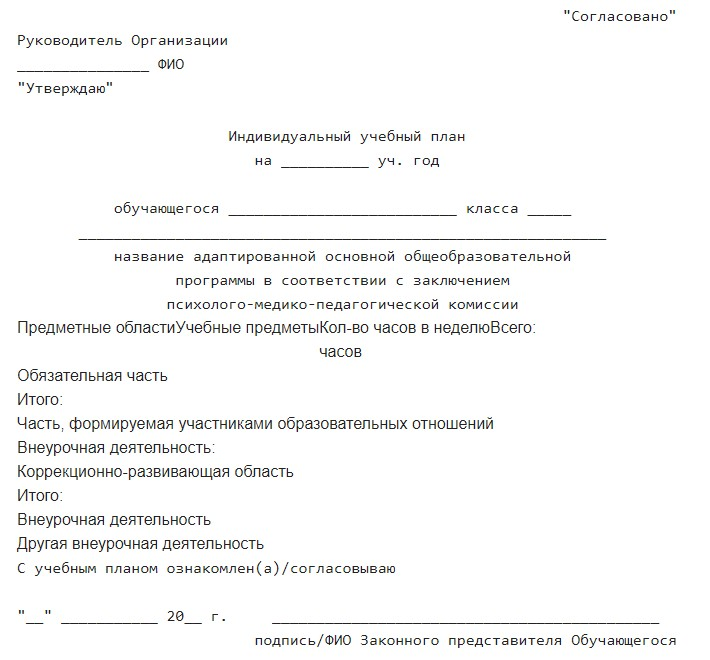 "Согласовано"
Руководитель Организации
_______________ ФИО
"Утверждаю"
Индивидуальный учебный план
на __________ уч. год
обучающегося __________________________ класса _____
____________________________________________________________
название адаптированной основной общеобразовательной
программы в соответствии с заключением
психолого-медико-педагогической комиссии
Предметные областиУчебные предметыКол-во часов в неделюВсего:
часов
Обязательная часть
Итого:
Часть, формируемая участниками образовательных отношений
Внеурочная деятельность:
Коррекционно-развивающая область
Итого:
Внеурочная деятельность
Другая внеурочная деятельность
С учебным планом ознакомлен(а)/согласовываю
"__" ___________ 20__ г. ____________________________________________
подпись/ФИО Законного представителя Обучающегося